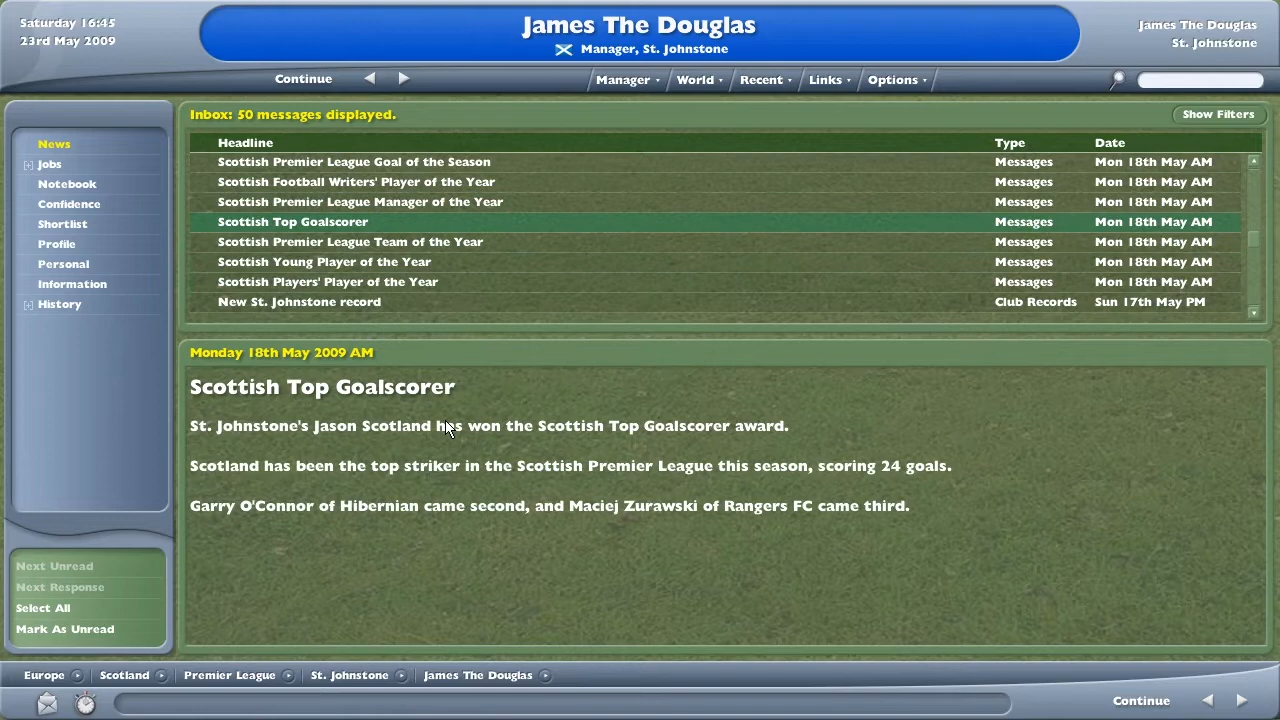 Saturday 16:45
23rd May 2009
James The Douglas
Manager, St. Johnstone
James The Douglas
St. Johnstone
Continue
Manager
World
Recent
Links
Options
News
Jobs
Notebook
Confidence
Shortlist
Profile
Personal
Information
History
Next Unread
Next Response
Select All
Mark As Unread
Inbox: 50 messages displayed.
Show Filters
Headline Type Date
Scottish Premier League Goal of the Season Messages Mon 18th May AM
Scottish Football Writers' Player of the Year Messages Mon 18th May AM
Scottish Premier League Manager of the Year Messages Mon 18th May AM
Scottish Top Goalscorer Messages Mon 18th May AM
Scottish Premier League Team of the Year Messages Mon 18th May AM
Scottish Young Player of the Year Messages Mon 18th May AM
Scottish Players' Player of the Year Messages Mon 18th May AM
New St. Johnstone record Club Records Sun 17th May PM
Monday 18th May 2009 AM
Scottish Top Goalscorer
St. Johnstone's Jason Scotland has won the Scottish Top Goalscorer award.
Scotland has been the top striker in the Scottish Premier League this season, scoring 24 goals.
Garry O'Connor of Hibernian came second, and Maciej Zurawski of Rangers FC came third.
Europe Scotland Premier League St. Johnstone James The Douglas
Continue